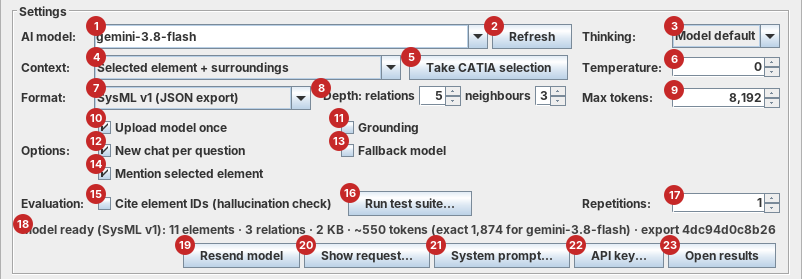 Settings
1 2 3
AI model: gemini-3.8-flash Refresh Thinking: Model default
4 5 6
Context: Selected element + surroundings Take CATIA selection Temperature: 0
7 8 9
Format: SysML v1 (JSON export) Depth: relations 5 neighbours 3 Max tokens: 8,192
10 Upload model once 11 Grounding
Options: 12 New chat per question 13 Fallback model
14 Mention selected element
15 16 17
Evaluation: Cite element IDs (hallucination check) Run test suite... Repetitions: 1
18 Model ready (SysML v1): 11 elements · 3 relations · 2 KB · ~550 tokens (exact 1,874 for gemini-3.8-flash) · export 4dc94d0c8b26
19 20 21 22 23
Resend model Show request... System prompt... API key... Open results